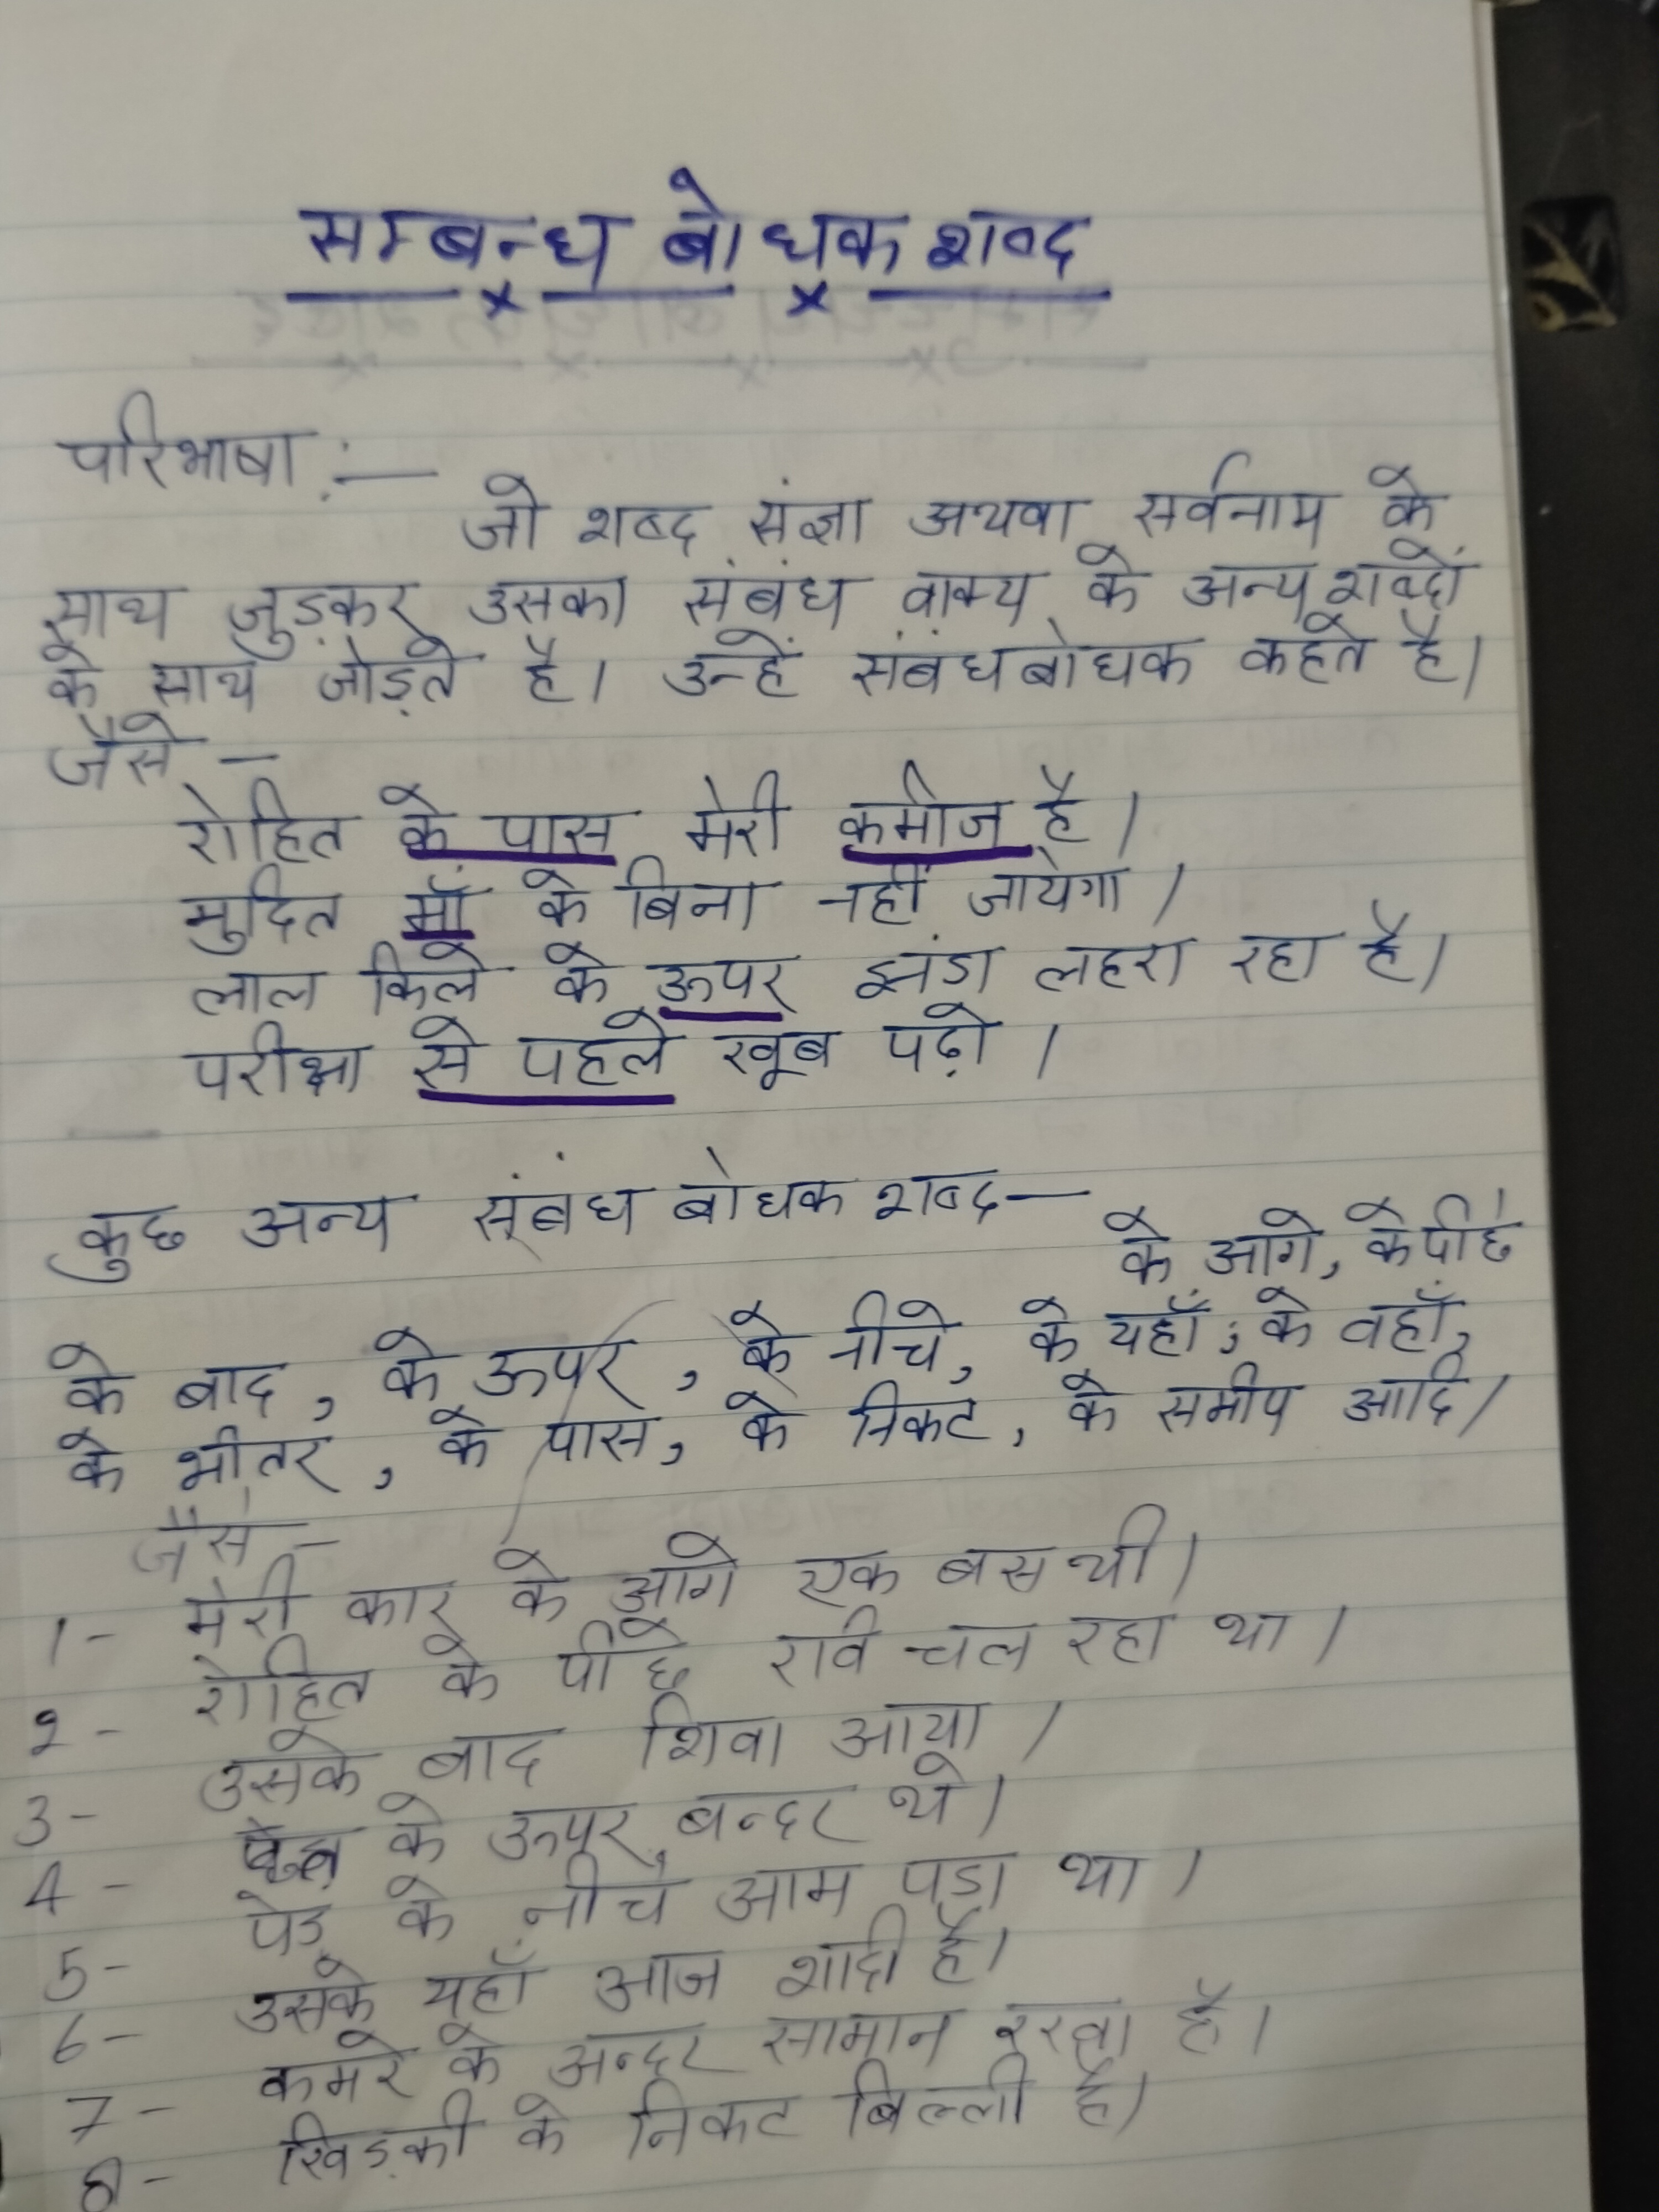 सम्बन्ध बोधक शब्द
परिभाषा :—
जो शब्द संज्ञा अथवा सर्वनाम के
साथ जुड़कर उसका संबंध वाक्य के अन्य शब्दों
के साथ जोड़ते है। उन्हें संबंधबोधक कहते है।
जैसे –
रोहित के पास मेरी कमीज है।
मुदित माँ के बिना नहीं जायेगा।
लाल किले के ऊपर झंडा लहरा रहा है।
परीक्षा से पहले खूब पढ़ो।
कुछ अन्य संबंध बोधक शब्द—
के आगे, के पीछे
के बाद, के ऊपर, के नीचे, के यहाँ, के वहाँ,
के भीतर, के पास, के निकट, के समीप आदि।
जैसे –
1- मेरी कार के आगे एक बस थी।
2- रोहित के पीछे रवि चल रहा था।
3- उसके बाद शिवा आया।
4- के ऊपर बन्दर थे।
5- पेड़ के नीचे आम पड़ा था।
6- उसके यहाँ आज शादी है।
7- कमरे के अन्दर सामान रखा है।
8- खिड़की के निकट बिल्ली है।